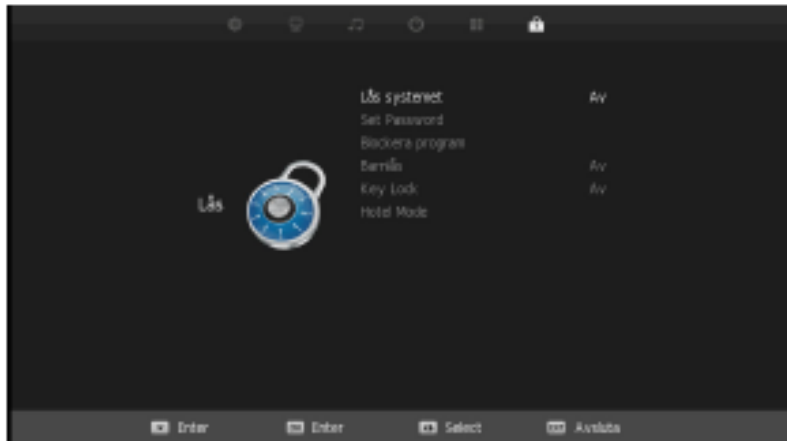 Lås systemet Av
Set Password
Blockera program
Barnlås Av
Key Lock Av
Hotel Mode
Lås
Enter Enter Select Avsluta